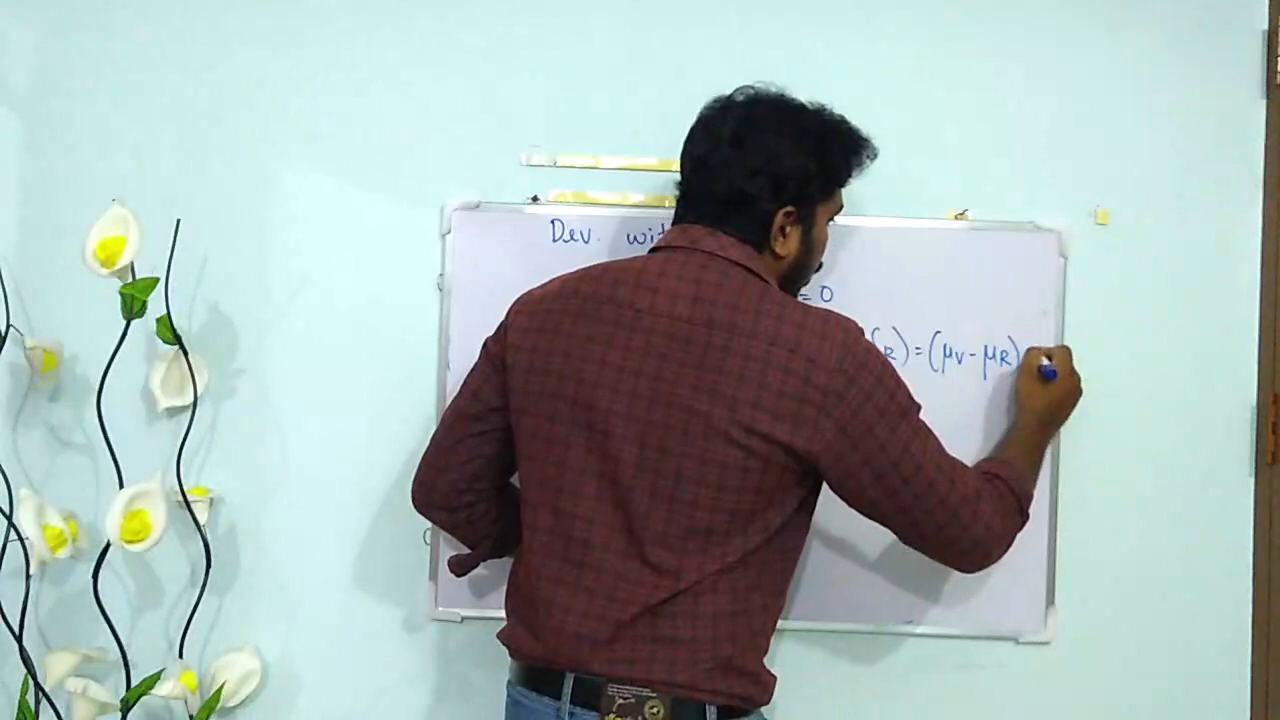 Dev. wit
= 0
R) = (μv - μR)